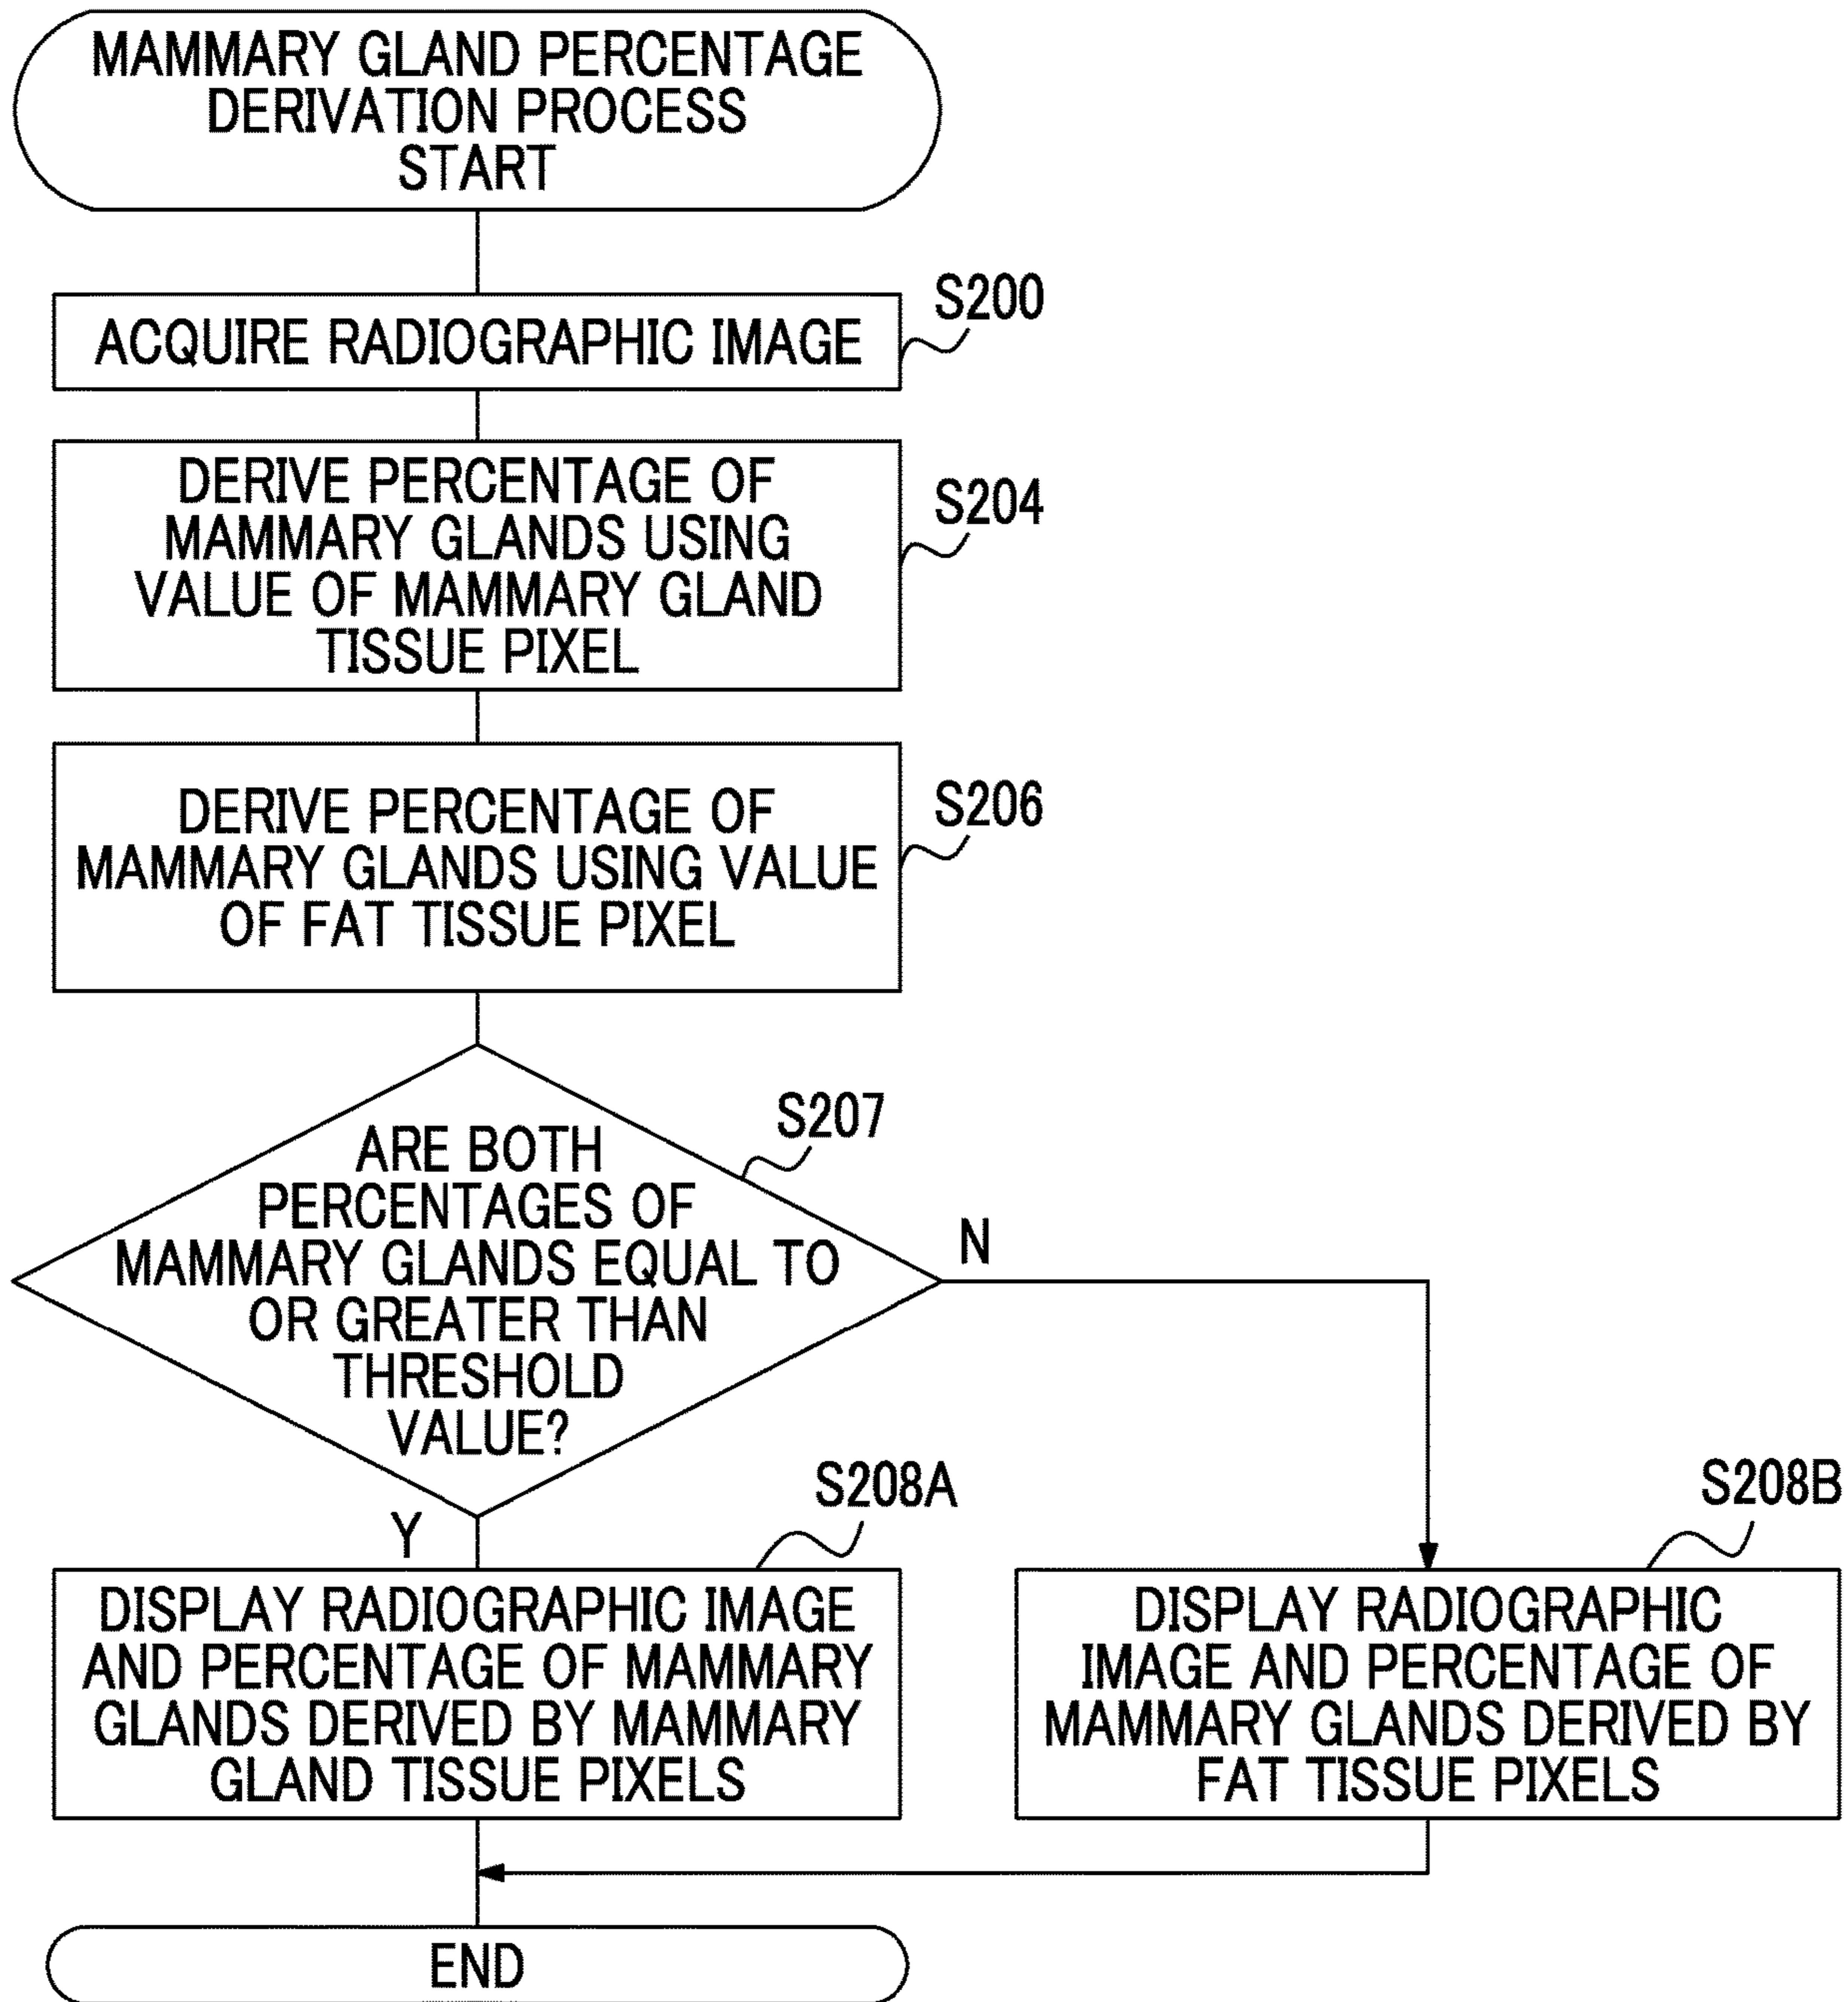 MAMMARY GLAND PERCENTAGE
DERIVATION PROCESS
START
S200
ACQUIRE RADIOGRAPHIC IMAGE
S204
DERIVE PERCENTAGE OF
MAMMARY GLANDS USING
VALUE OF MAMMARY GLAND
TISSUE PIXEL
S206
DERIVE PERCENTAGE OF
MAMMARY GLANDS USING VALUE
OF FAT TISSUE PIXEL
S207
ARE BOTH
PERCENTAGES OF
MAMMARY GLANDS EQUAL TO
OR GREATER THAN
THRESHOLD
VALUE?
N
Y
S208A
DISPLAY RADIOGRAPHIC IMAGE
AND PERCENTAGE OF MAMMARY
GLANDS DERIVED BY MAMMARY
GLAND TISSUE PIXELS
S208B
DISPLAY RADIOGRAPHIC
IMAGE AND PERCENTAGE OF
MAMMARY GLANDS DERIVED BY
FAT TISSUE PIXELS
END